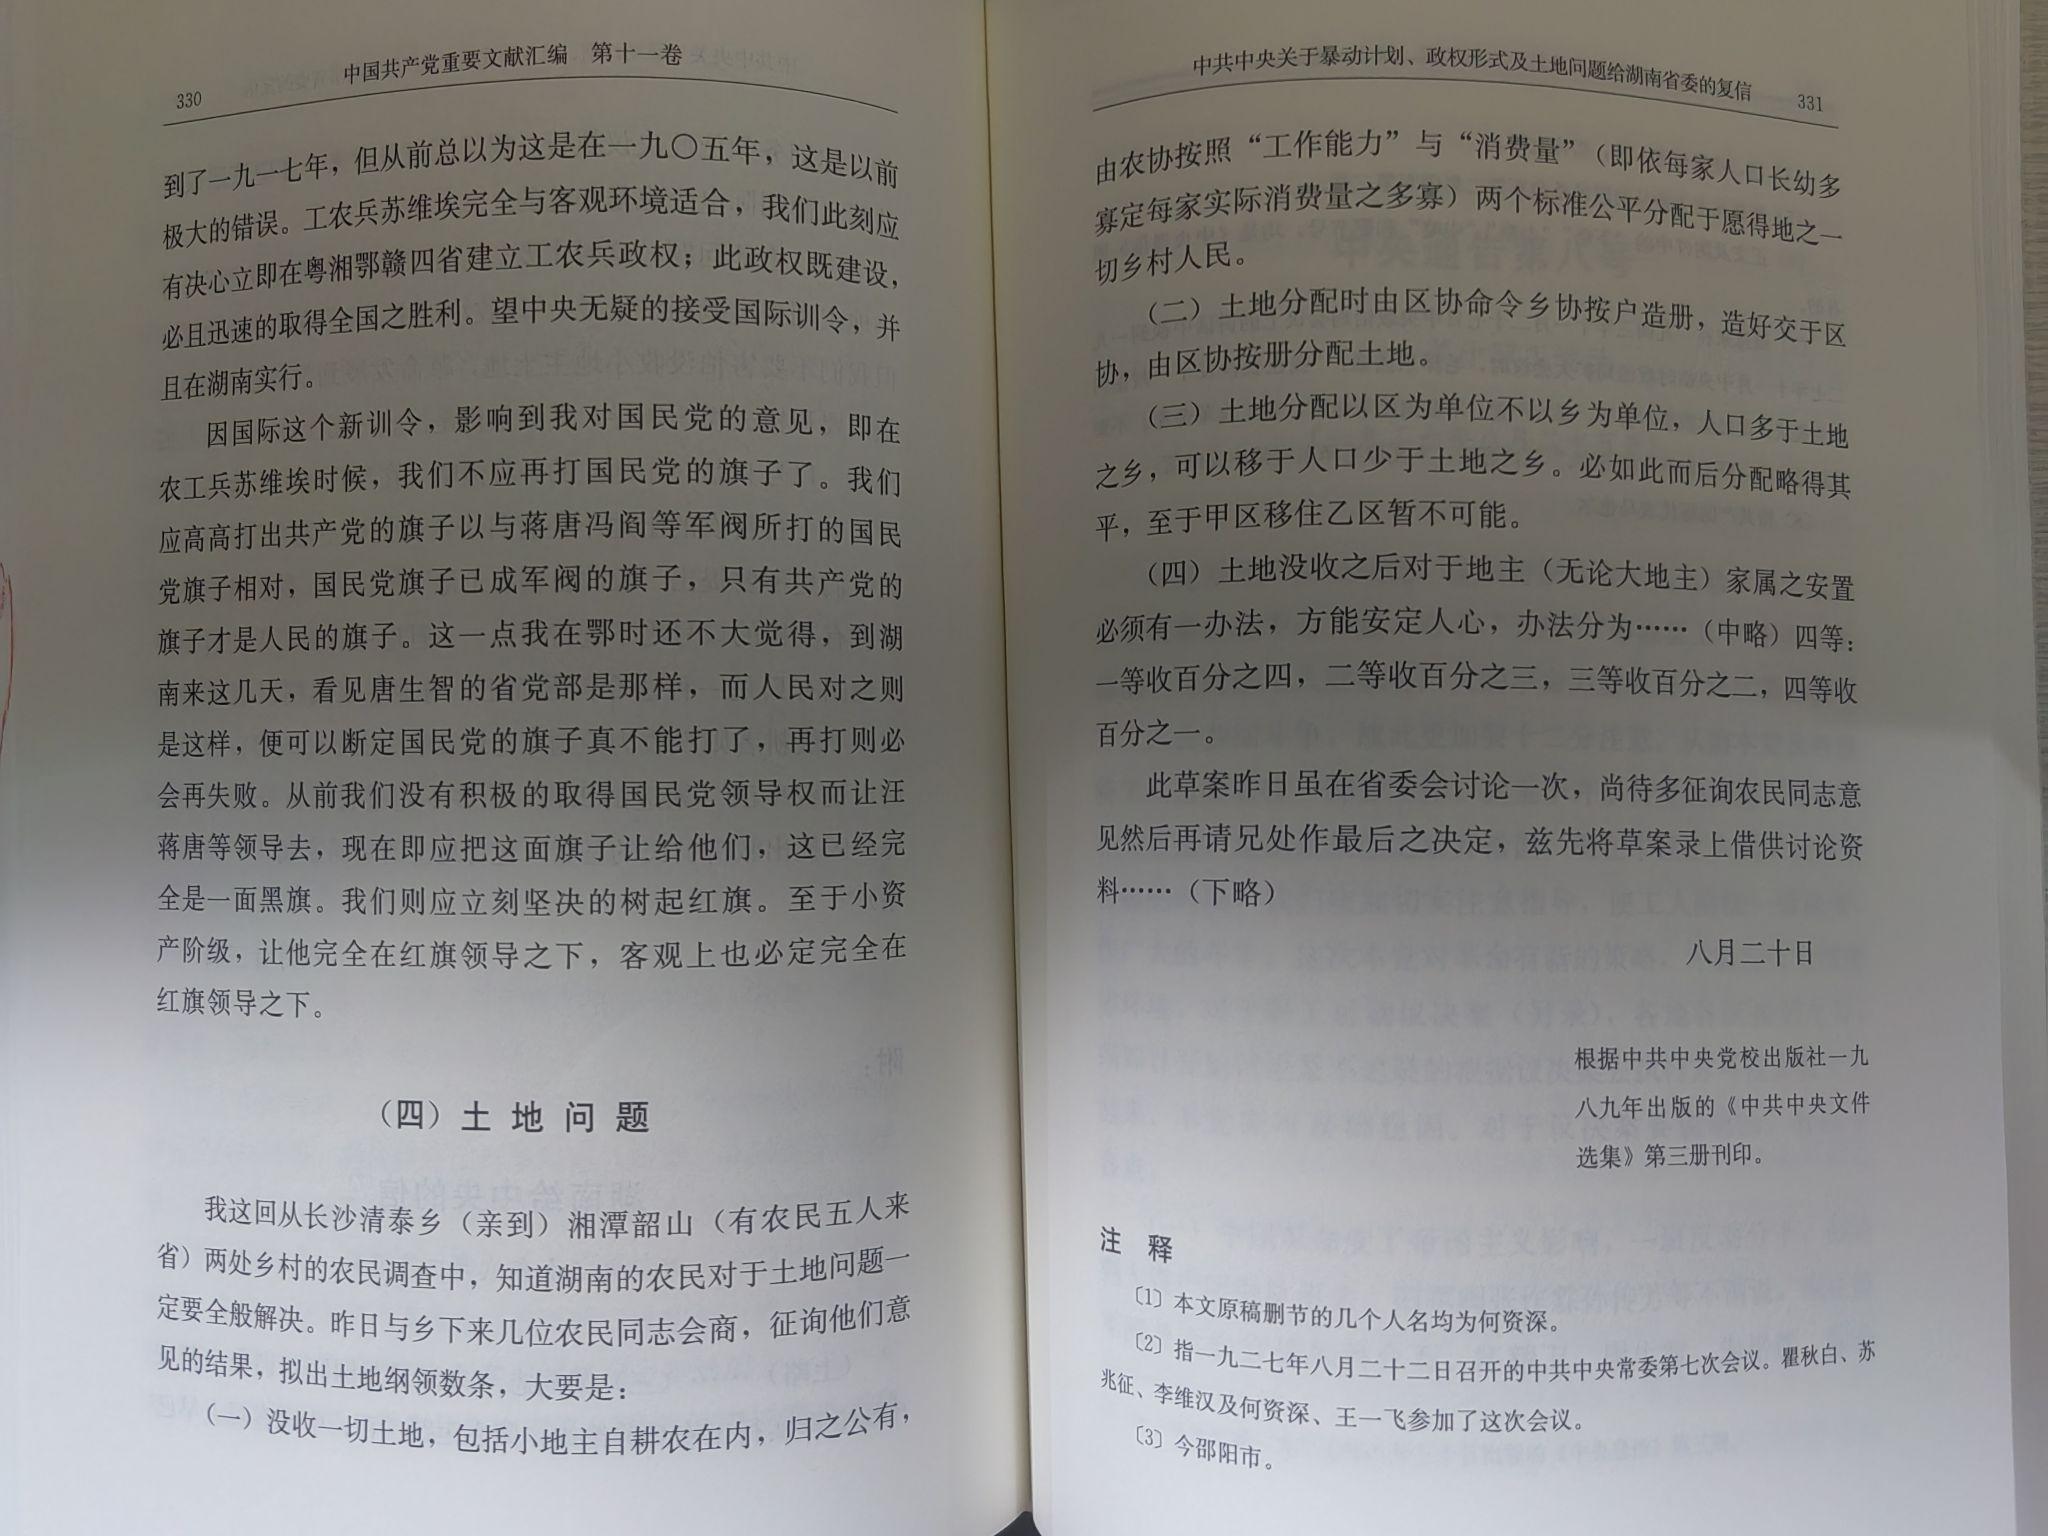 330
中国共产党重要文献汇编　第十一卷
到了一九一七年，但从前总以为这是在一九〇五年，这是以前
极大的错误。工农兵苏维埃完全与客观环境适合，我们此刻应
有决心立即在粤湘鄂赣四省建立工农兵政权；此政权既建设，
必且迅速的取得全国之胜利。望中央无疑的接受国际训令，并
且在湖南实行。
因国际这个新训令，影响到我对国民党的意见，即在
农工兵苏维埃时候，我们不应再打国民党的旗子了。我们
应高高打出共产党的旗子以与蒋唐冯阎等军阀所打的国民
党旗子相对，国民党旗子已成军阀的旗子，只有共产党的
旗子才是人民的旗子。这一点我在鄂时还不大觉得，到湖
南来这几天，看见唐生智的省党部是那样，而人民对之则
是这样，便可以断定国民党的旗子真不能打了，再打则必
会再失败。从前我们没有积极的取得国民党领导权而让汪
蒋唐等领导去，现在即应把这面旗子让给他们，这已经完
全是一面黑旗。我们则应立刻坚决的树起红旗。至于小资
产阶级，让他完全在红旗领导之下，客观上也必定完全在
红旗领导之下。
（四）土地问题
我这回从长沙清泰乡（亲到）湘潭韶山（有农民五人来
省）两处乡村的农民调查中，知道湖南的农民对于土地问题一
定要全般解决。昨日与乡下来几位农民同志会商，征询他们意
见的结果，拟出土地纲领数条，大要是：
（一）没收一切土地，包括小地主自耕农在内，归之公有，
中共中央关于暴动计划、政权形式及土地问题给湖南省委的复信
331
由农协按照“工作能力”与“消费量”（即依每家人口长幼多
寡定每家实际消费量之多寡）两个标准公平分配于愿得地之一
切乡村人民。
（二）土地分配时由区协命令乡协按户造册，造好交于区
协，由区协按册分配土地。
（三）土地分配以区为单位不以乡为单位，人口多于土地
之乡，可以移于人口少于土地之乡。必如此而后分配略得其
平，至于甲区移住乙区暂不可能。
（四）土地没收之后对于地主（无论大地主）家属之安置
必须有一办法，方能安定人心，办法分为……（中略）四等：
一等收百分之四，二等收百分之三，三等收百分之二，四等收
百分之一。
此草案昨日虽在省委会讨论一次，尚待多征询农民同志意
见然后再请兄处作最后之决定，兹先将草案录上借供讨论资
料……（下略）
八月二十日
根据中共中央党校出版社一九
八九年出版的《中共中央文件
选集》第三册刊印。
注　释
〔1〕本文原稿删节的几个人名均为何资深。
〔2〕指一九二七年八月二十二日召开的中共中央常委第七次会议。瞿秋白、苏
兆征、李维汉及何资深、王一飞参加了这次会议。
〔3〕今邵阳市。